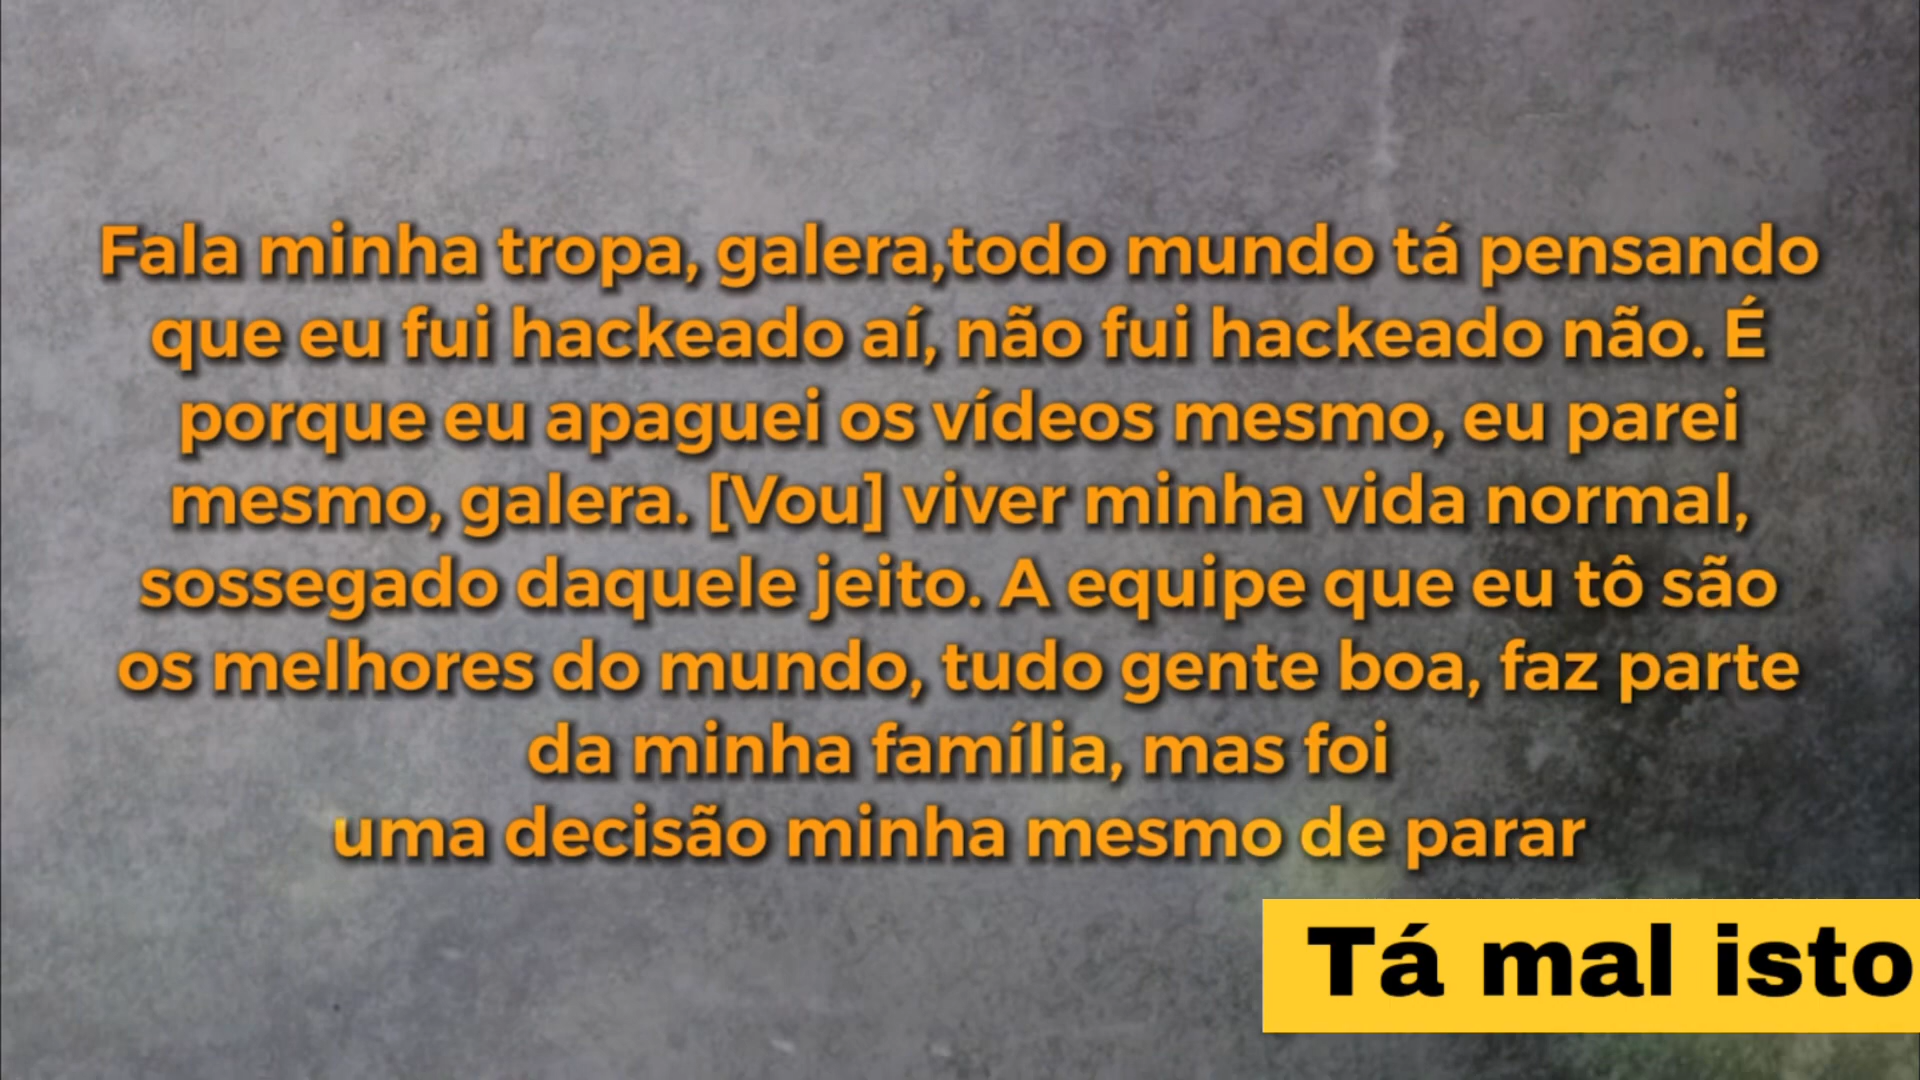 Fala minha tropa, galera,todo mundo tá pensando
que eu fui hackeado aí, não fui hackeado não. É
porque eu apaguei os vídeos mesmo, eu parei
mesmo, galera. [Vou] viver minha vida normal,
sossegado daquele jeito. A equipe que eu tô são
os melhores do mundo, tudo gente boa, faz parte
da minha família, mas foi
uma decisão minha mesmo de parar
Tá mal isto